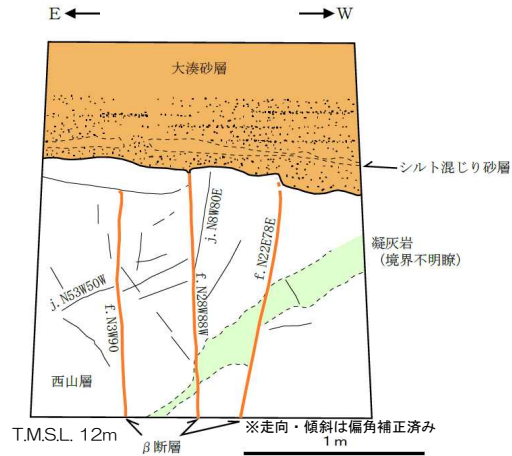 E W
大湊砂層
シルト混じり砂層
j.N8W80E
凝灰岩
(境界不明瞭)
f.N22E78E
j.N53W50W
f.N3W90
f.N28W88W
西山層
T.M.S.L. 12m
※走向・傾斜は偏角補正済み
β断層
1m